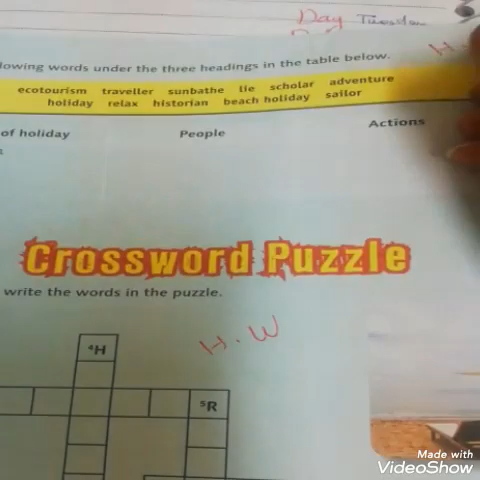 Day Tuesday
H.
lowing words under the three headings in the table below.
ecotourism traveller sunbathe lie scholar adventure
holiday relax historian beach holiday sailor
of holiday People Actions
Crossword Puzzle
write the words in the puzzle.
H.W
4H
5R
Made with
VideoShow